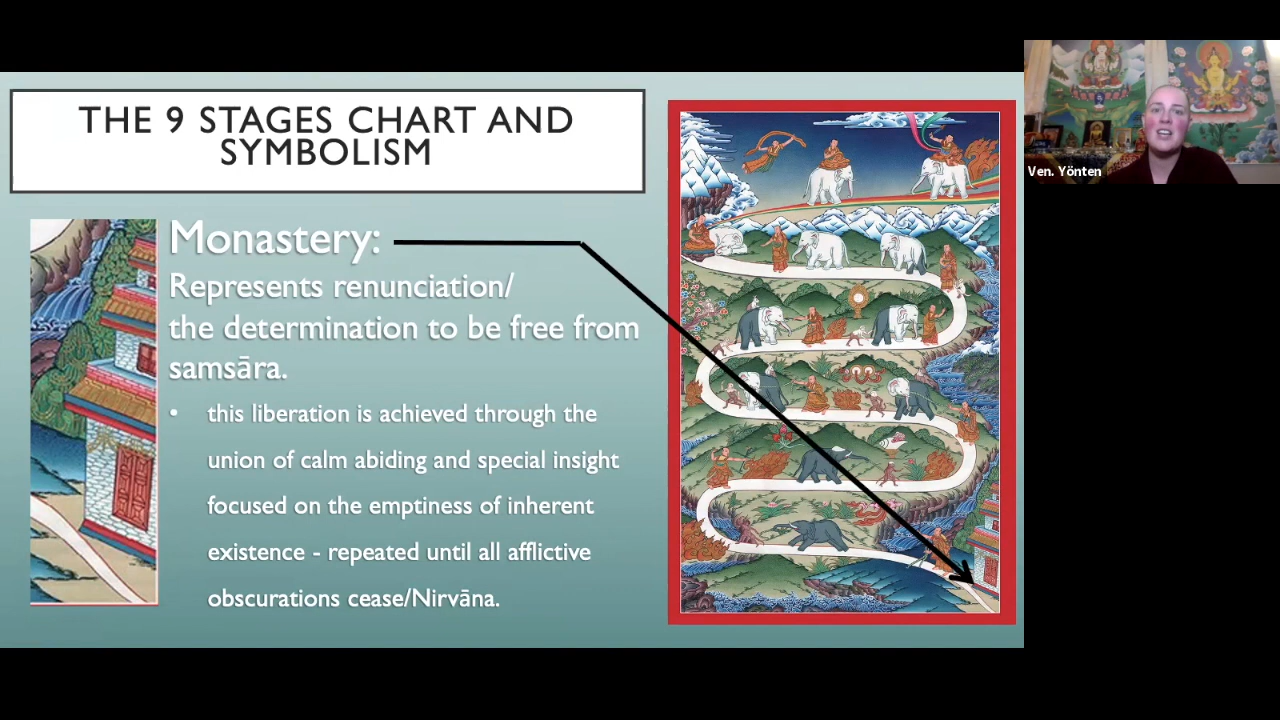 THE 9 STAGES CHART AND
SYMBOLISM
Monastery:
Represents renunciation/
the determination to be free from
samsāra.
• this liberation is achieved through the
union of calm abiding and special insight
focused on the emptiness of inherent
existence - repeated until all afflictive
obscurations cease/Nirvāna.
Ven. Yönten